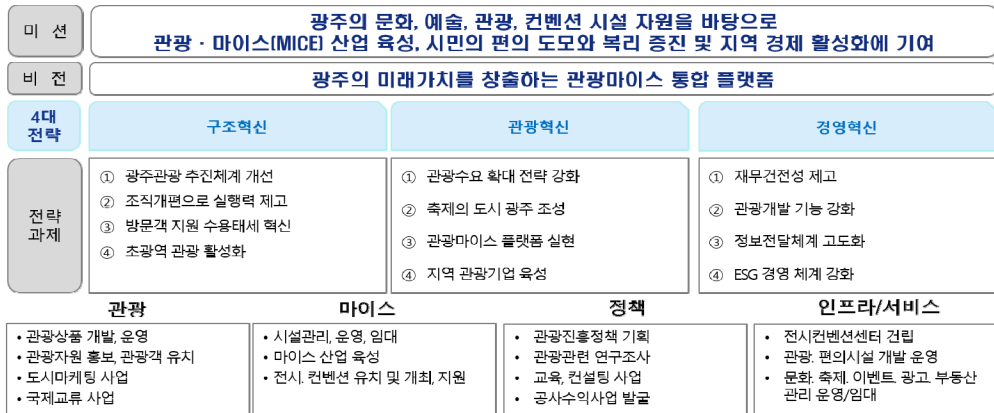 미 션
광주의 문화, 예술, 관광, 컨벤션 시설 자원을 바탕으로
관광 · 마이스(MICE) 산업 육성, 시민의 편의 도모와 복리 증진 및 지역 경제 활성화에 기여
비 전
광주의 미래가치를 창출하는 관광마이스 통합 플랫폼
4대
전략
구조혁신
관광혁신
경영혁신
전략
과제
① 광주관광 추진체계 개선
② 조직개편으로 실행력 제고
③ 방문객 지원 수용태세 혁신
④ 초광역 관광 활성화
① 관광수요 확대 전략 강화
② 축제의 도시 광주 조성
③ 관광마이스 플랫폼 실현
④ 지역 관광기업 육성
① 재무건전성 제고
② 관광개발 기능 강화
③ 정보전달체계 고도화
④ ESG 경영 체계 강화
관광
• 관광상품 개발, 운영
• 관광자원 홍보, 관광객 유치
• 도시마케팅 사업
• 국제교류 사업
마이스
• 시설관리, 운영, 임대
• 마이스 산업 육성
• 전시. 컨벤션 유치 및 개최, 지원
정책
• 관광진흥정책 기획
• 관광관련 연구조사
• 교육, 컨설팅 사업
• 공사수익사업 발굴
인프라/서비스
• 전시컨벤션센터 건립
• 관광. 편의시설 개발 운영
• 문화. 축제. 이벤트. 광고. 부동산
관리 운영/임대